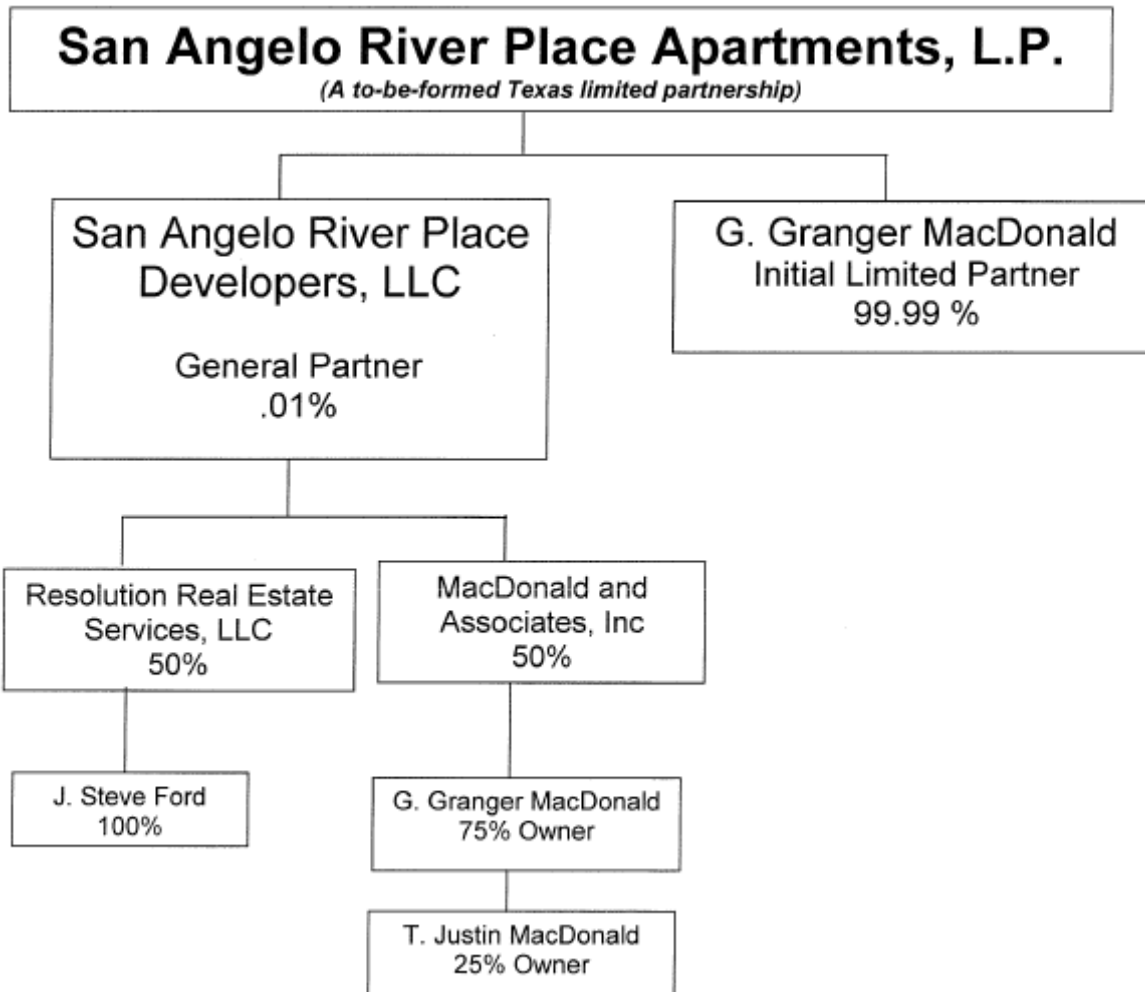 San Angelo River Place Apartments, L.P.
(A to-be-formed Texas limited partnership)
San Angelo River Place
Developers, LLC
General Partner
.01%
G. Granger MacDonald
Initial Limited Partner
99.99 %
Resolution Real Estate
Services, LLC
50%
MacDonald and
Associates, Inc
50%
J. Steve Ford
100%
G. Granger MacDonald
75% Owner
T. Justin MacDonald
25% Owner